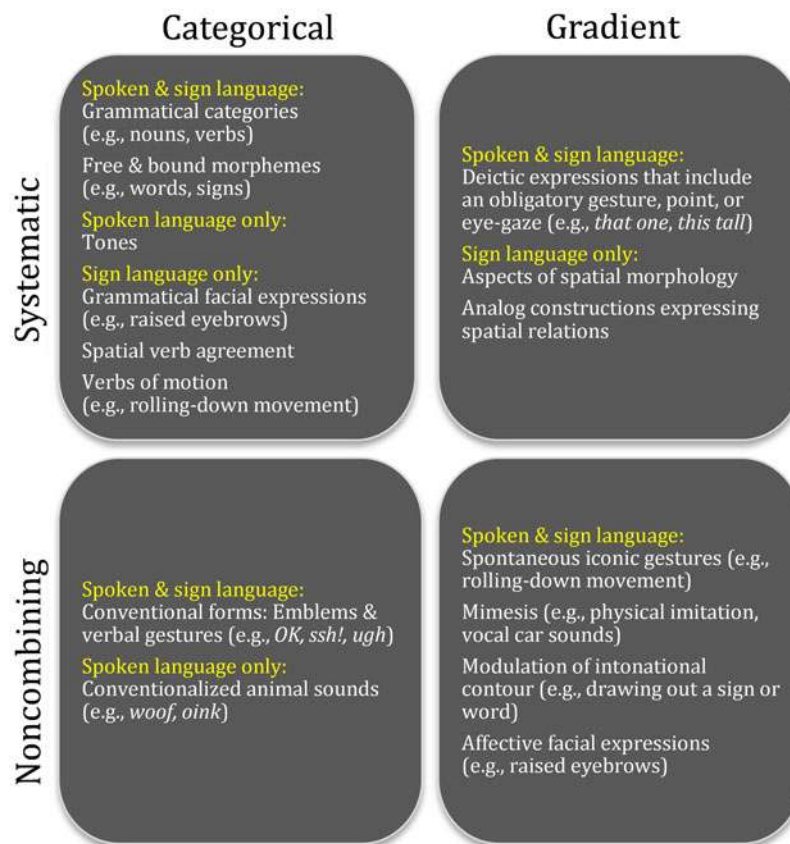 Categorical
Gradient
Systematic
Spoken & sign language:
Grammatical categories
(e.g., nouns, verbs)
Free & bound morphemes
(e.g., words, signs)
Spoken language only:
Tones
Sign language only:
Grammatical facial expressions
(e.g., raised eyebrows)
Spatial verb agreement
Verbs of motion
(e.g., rolling-down movement)
Spoken & sign language:
Deictic expressions that include
an obligatory gesture, point, or
eye-gaze (e.g., that one, this tall)
Sign language only:
Aspects of spatial morphology
Analog constructions expressing
spatial relations
Noncombining
Spoken & sign language:
Conventional forms: Emblems &
verbal gestures (e.g., OK, ssh!, ugh)
Spoken language only:
Conventionalized animal sounds
(e.g., woof, oink)
Spoken & sign language:
Spontaneous iconic gestures (e.g.,
rolling-down movement)
Mimesis (e.g., physical imitation,
vocal car sounds)
Modulation of intonational
contour (e.g., drawing out a sign or
word)
Affective facial expressions
(e.g., raised eyebrows)